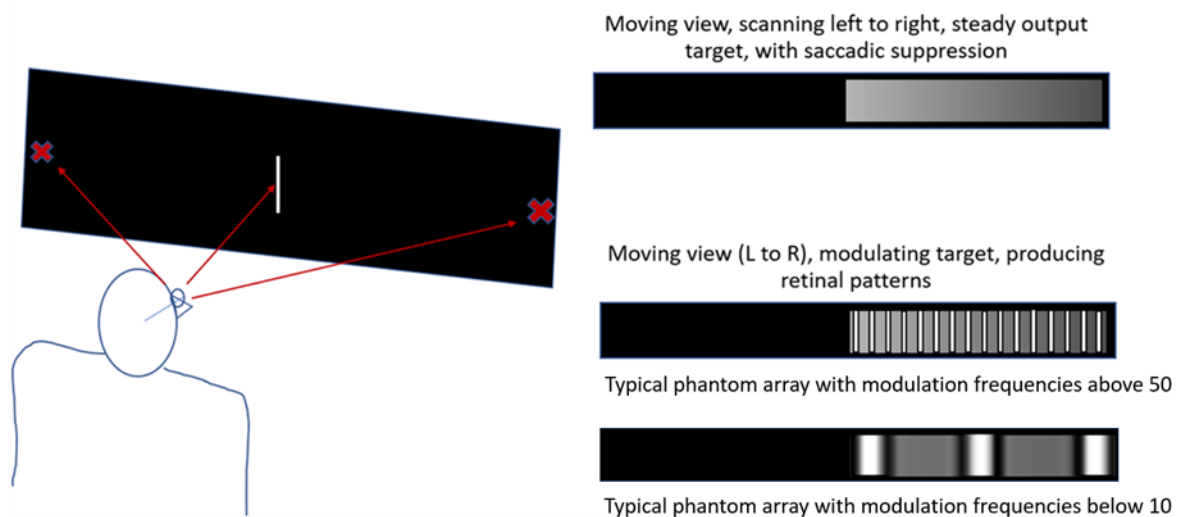 Moving view, scanning left to right, steady output
target, with saccadic suppression
Moving view (L to R), modulating target, producing
retinal patterns
Typical phantom array with modulation frequencies above 50
Typical phantom array with modulation frequencies below 10